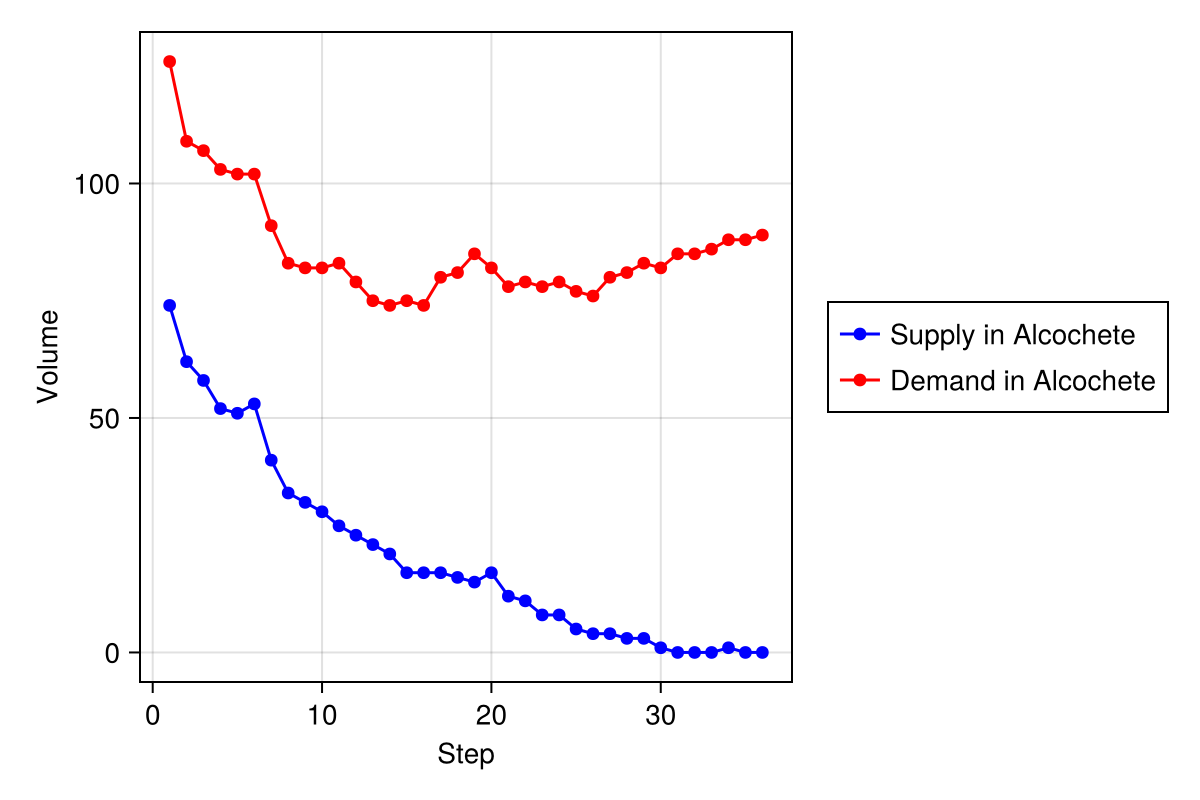 100
50
0
Volume
0 10 20 30
Step
Supply in Alcochete
Demand in Alcochete